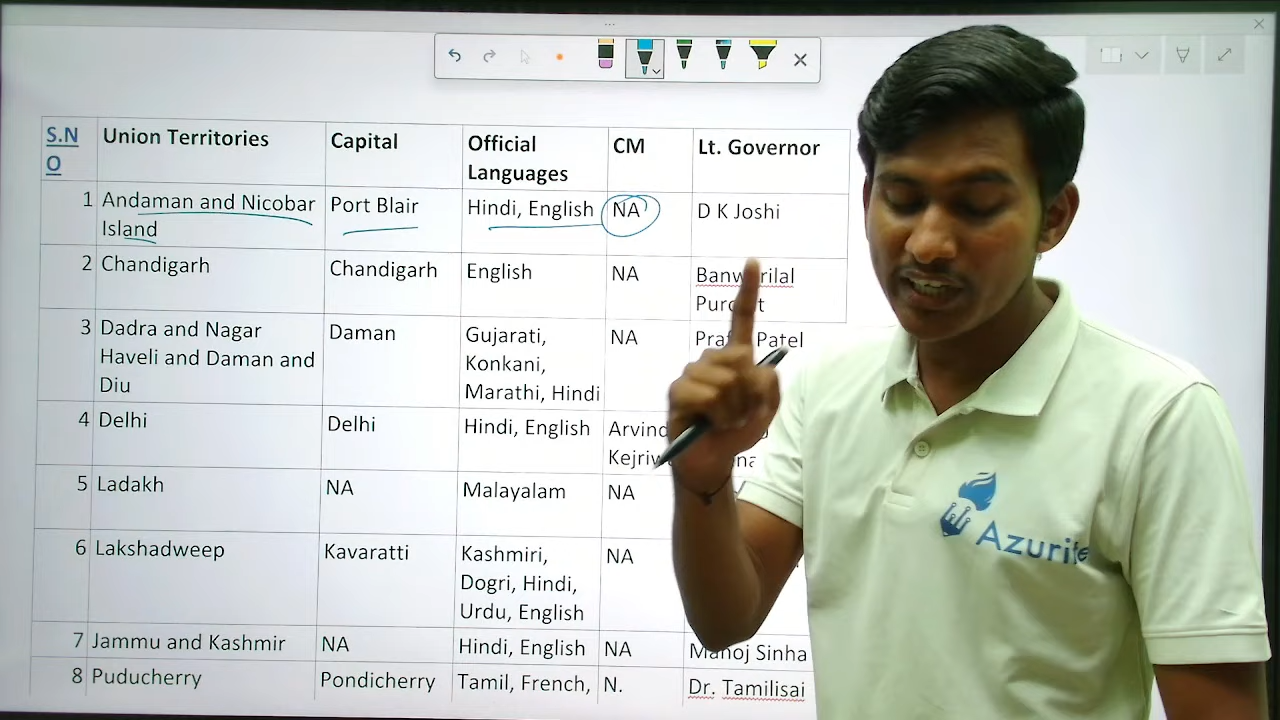 S.N Union Territories Capital Official CM Lt. Governor
O Languages
1 Andaman and Nicobar Port Blair Hindi, English NA D K Joshi
Island
2 Chandigarh Chandigarh English NA Banwarilal
3 Dadra and Nagar Daman Gujarati, NA Patel
Haveli and Daman and Konkani,
Diu Marathi, Hindi
4 Delhi Delhi Hindi, English Arvind
5 Ladakh NA Malayalam NA
6 Lakshadweep Kavaratti Kashmiri, NA
Dogri, Hindi,
Urdu, English
7 Jammu and Kashmir NA Hindi, English NA Manoj Sinha
8 Puducherry Pondicherry Tamil, French, N. Dr. Tamilisai
Azurite